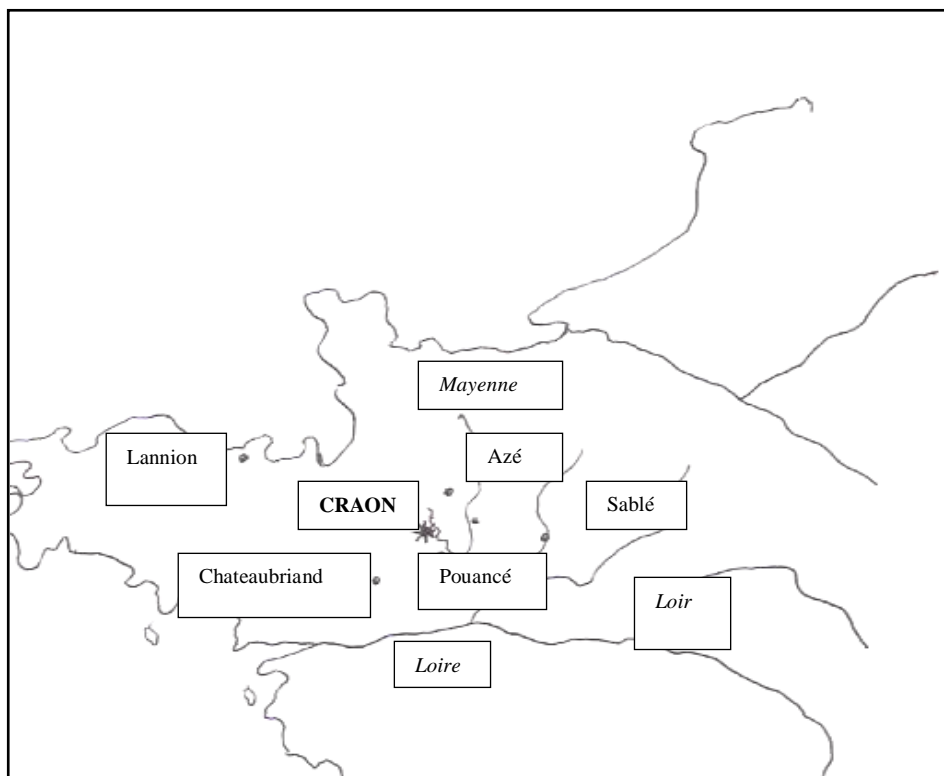 Mayenne
Lannion
Azé
CRAON
Sablé
Chateaubriand
Pouancé
Loir
Loire